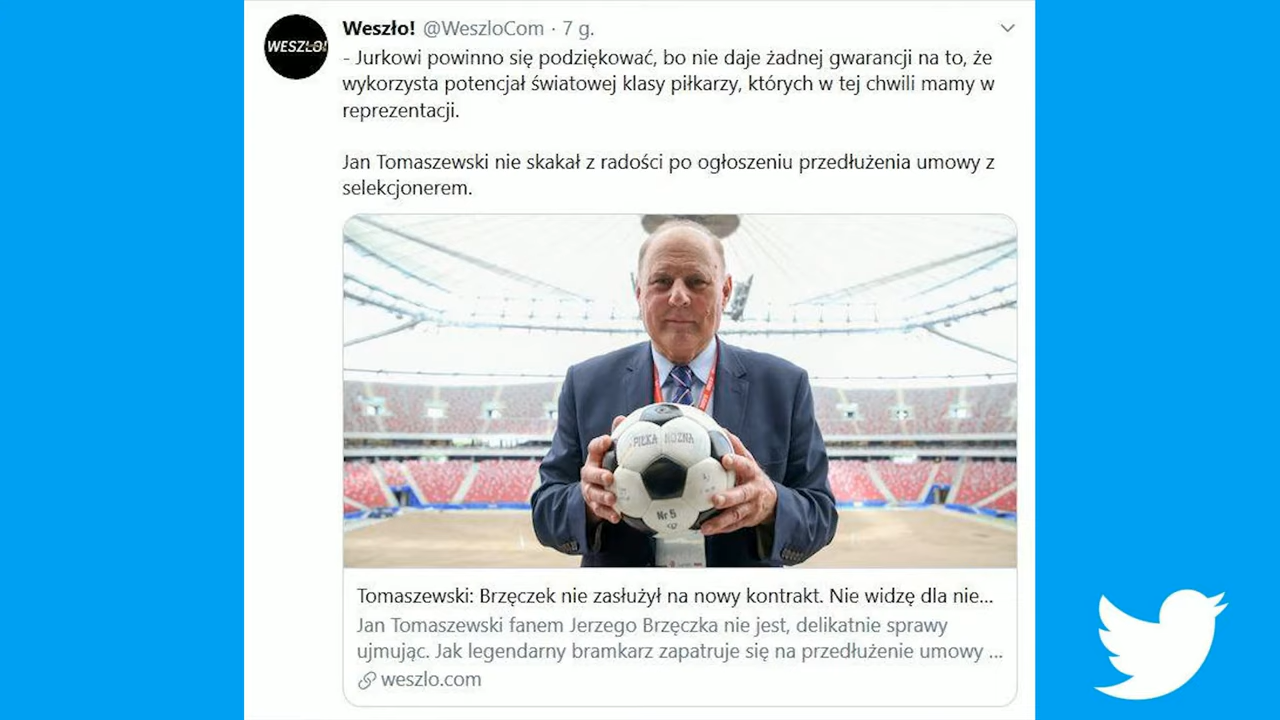 WESZŁO!
Weszło! @WeszloCom · 7 g.
- Jurkowi powinno się podziękować, bo nie daje żadnej gwarancji na to, że
wykorzysta potencjał światowej klasy piłkarzy, których w tej chwili mamy w
reprezentacji.
Jan Tomaszewski nie skakał z radości po ogłoszeniu przedłużenia umowy z
selekcjonerem.
PIŁKA NOŻNA
Nr 5
Tomaszewski: Brzęczek nie zasłużył na nowy kontrakt. Nie widzę dla nie...
Jan Tomaszewski fanem Jerzego Brzęczka nie jest, delikatnie sprawy
ujmując. Jak legendarny bramkarz zapatruje się na przedłużenie umowy ...
weszlo.com